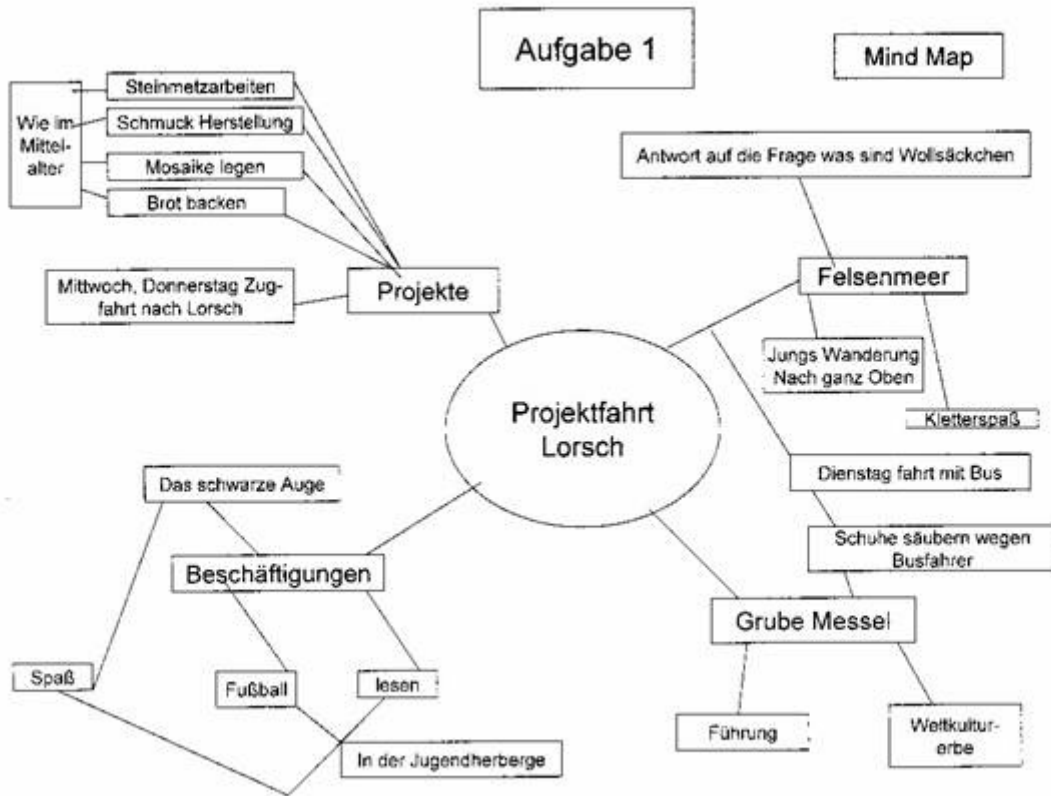 Aufgabe 1
Mind Map
Steinmetzarbeiten
Schmuck Herstellung
Mosaike legen
Brot backen
Wie im
Mittel-
alter
Mittwoch, Donnerstag Zug-
fahrt nach Lorsch
Projekte
Antwort auf die Frage was sind Wollsäckchen
Felsenmeer
Jungs Wanderung
Nach ganz Oben
Kletterspaß
Projektfahrt
Lorsch
Dienstag fahrt mit Bus
Schuhe säubern wegen
Busfahrer
Das schwarze Auge
Beschäftigungen
Spaß
Fußball
lesen
In der Jugendherberge
Grube Messel
Führung
Weltkultur-
erbe